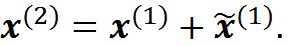 𝒙⁽²⁾ = 𝒙⁽¹⁾ + 𝒙̃⁽¹⁾.